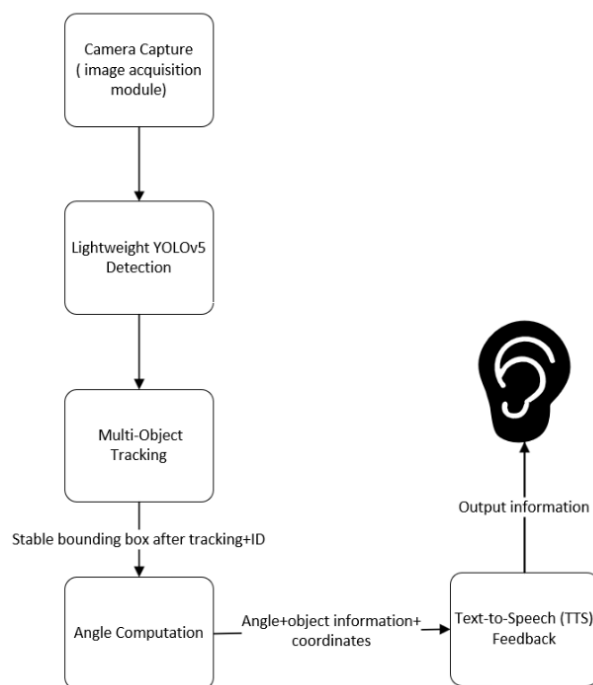 Camera Capture
( image acquisition
module)
Lightweight YOLOv5
Detection
Multi-Object
Tracking
Stable bounding box after tracking+ID
Angle Computation
Angle+object information+
coordinates
Text-to-Speech (TTS)
Feedback
Output information